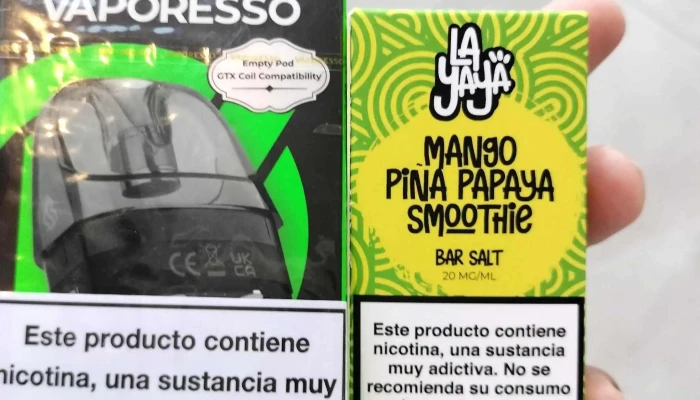 VAPORESSO
Empty Pod
GTX Coil Compatibility
CE UK
CA
Este producto contiene
nicotina, una sustancia muy
LA
YAYA
MANGO
PIÑA PAPAYA
SMOOTHIE
BAR SALT
20 MG/ML
Este producto contiene
nicotina, una sustancia
muy adictiva. No se
recomienda su consumo